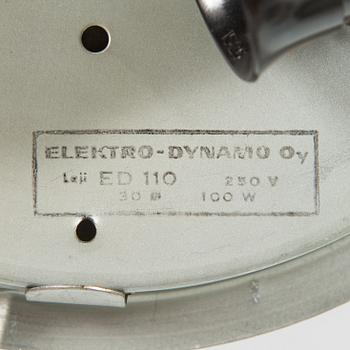 ELEKTRO-DYNAMO Oy
Laji ED 110 250 V
30 Ø 100 W